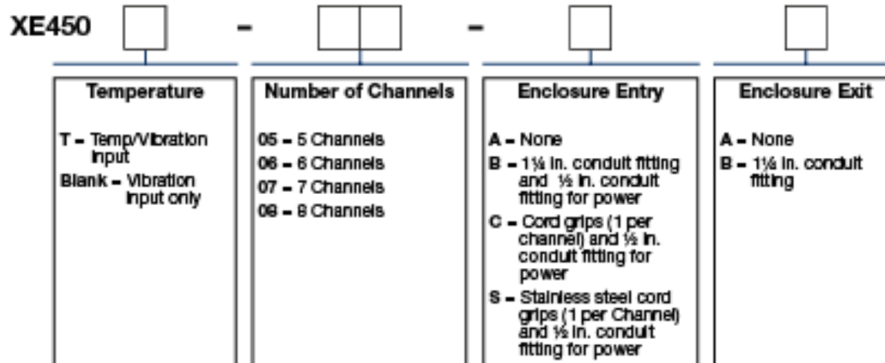 XE450 - -
Temperature
T – Temp/Vibration
Input
Blank – Vibration
Input only
Number of Channels
05 – 5 Channels
06 – 6 Channels
07 – 7 Channels
08 – 8 Channels
Enclosure Entry
A – None
B – 1¼ in. conduit fitting
and ½ in. conduit
fitting for power
C – Cord grips (1 per
channel) and ½ in.
conduit fitting for
power
S – Stainless steel cord
grips (1 per Channel)
and ½ in. conduit
fitting for power
Enclosure Exit
A – None
B – 1¼ in. conduit
fitting